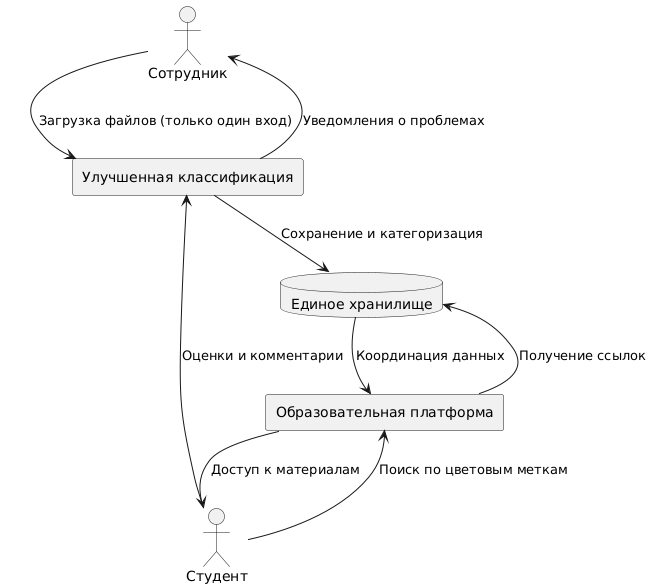 Сотрудник
Загрузка файлов (только один вход)
Уведомления о проблемах
Улучшенная классификация
Сохранение и категоризация
Единое хранилище
Оценки и комментарии
Координация данных
Получение ссылок
Образовательная платформа
Доступ к материалам
Поиск по цветовым меткам
Студент